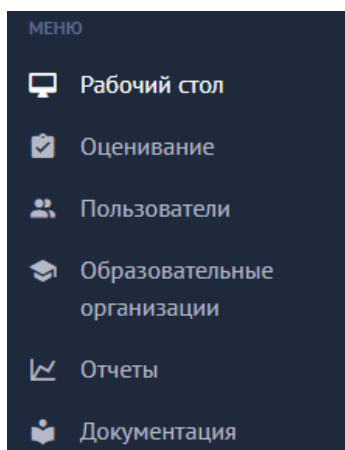 МЕНЮ
Рабочий стол
Оценивание
Пользователи
Образовательные
организации
Отчеты
Документация